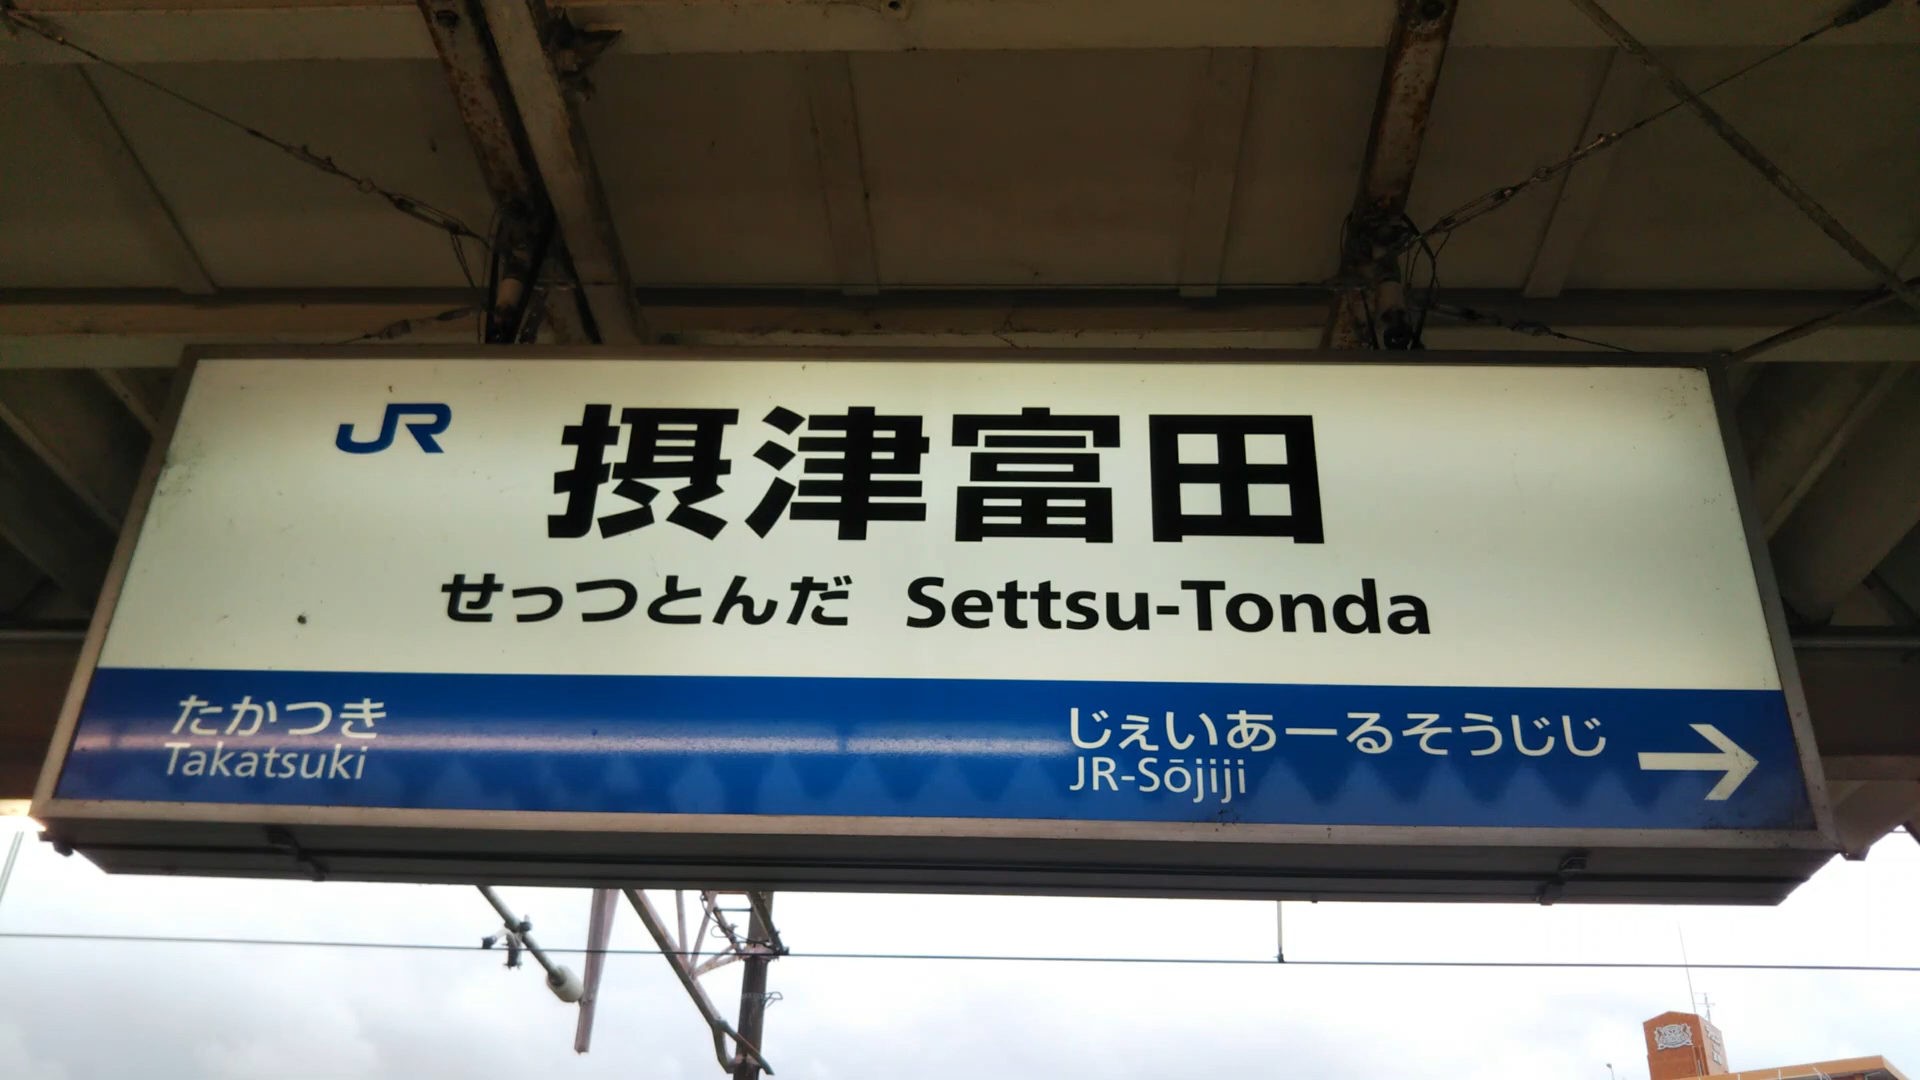 JR 摂津富田
せっつとんだ Settsu-Tonda
たかつき
Takatsuki
じぇいあーるそうじじ
JR-Sōjiji
→